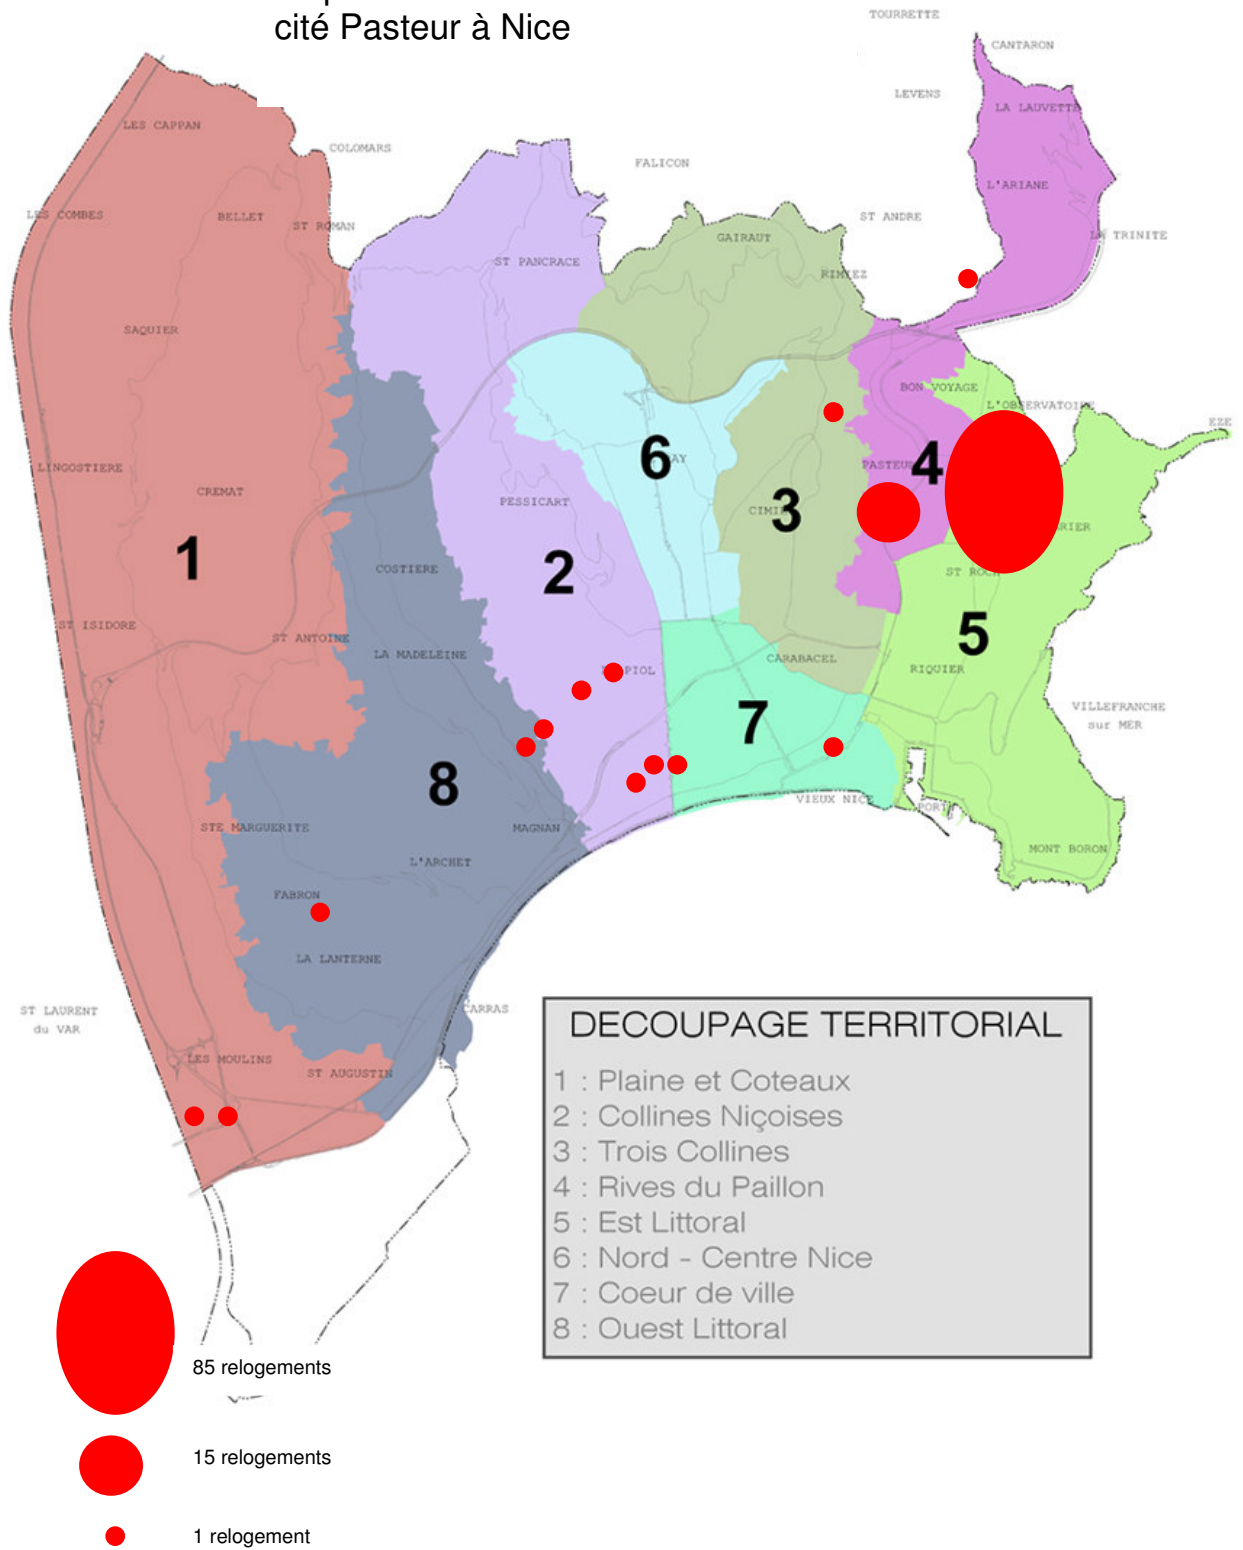 cité Pasteur à Nice
TOURRETTE
CANTARON
LEVENS
LA LAUVETTE
LES CAPPAN
COLOMARS
FALICON
L'ARIANE
LES COMBES
BELLET
ST ROMAN
ST ANDRE
LA TRINITE
GAIRAUT
ST PANCRACE
RIMIEZ
SAQUIER
BON VOYAGE
L'OBSERVATOIRE
EZE
6
4
LINGOSTIERE
PASTEUR
CREMAT
PESSICART
3
1
2
COSTIERE
ST ROCH
ST ISIDORE
ST ANTOINE
5
LA MADELEINE
CARABACEL
RIQUIER
7
VILLEFRANCHE
sur MER
8
VIEUX NICE
PORT
STE MARGUERITE
MAGNAN
MONT BORON
L'ARCHET
FABRON
LA LANTERNE
ST LAURENT
du VAR
CARRAS
LES MOULINS
ST AUGUSTIN
DECOUPAGE TERRITORIAL
1 : Plaine et Coteaux
2 : Collines Niçoises
3 : Trois Collines
4 : Rives du Paillon
5 : Est Littoral
6 : Nord - Centre Nice
7 : Coeur de ville
8 : Ouest Littoral
85 relogements
15 relogements
1 relogement